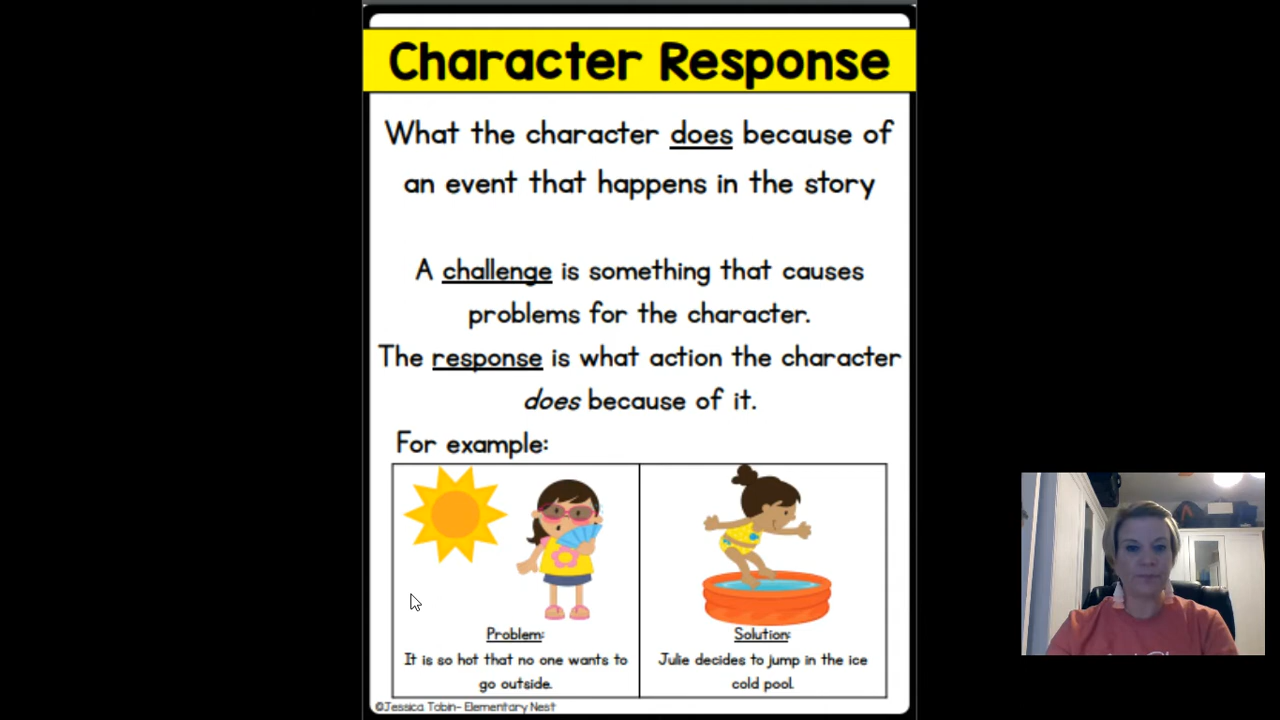 Character Response
What the character does because of
an event that happens in the story
A challenge is something that causes
problems for the character.
The response is what action the character
does because of it.
For example:
Problem:
It is so hot that no one wants to
go outside.
Solution:
Julie decides to jump in the ice
cold pool.
©Jessica Tobin- Elementary Nest